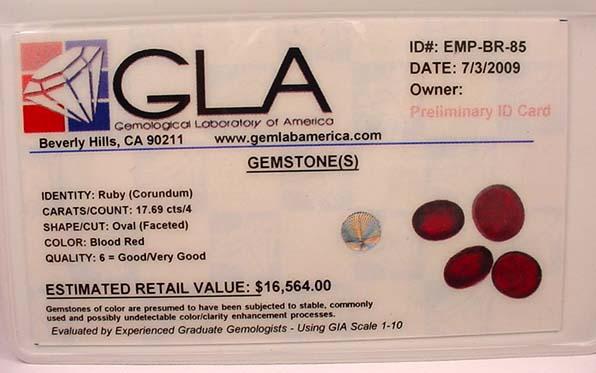 GLA
Gemological Laboratory of America
Beverly Hills, CA 90211 www.gemlabamerica.com
ID#: EMP-BR-85
DATE: 7/3/2009
Owner:
Preliminary ID Card
GEMSTONE(S)
IDENTITY: Ruby (Corundum)
CARATS/COUNT: 17.69 cts/4
SHAPE/CUT: Oval (Faceted)
COLOR: Blood Red
QUALITY: 6 = Good/Very Good
ESTIMATED RETAIL VALUE: $16,564.00
Gemstones of color are presumed to have been subjected to stable, commonly
used and possibly undetectable color/clarity enhancement processes.
Evaluated by Experienced Graduate Gemologists - Using GIA Scale 1-10